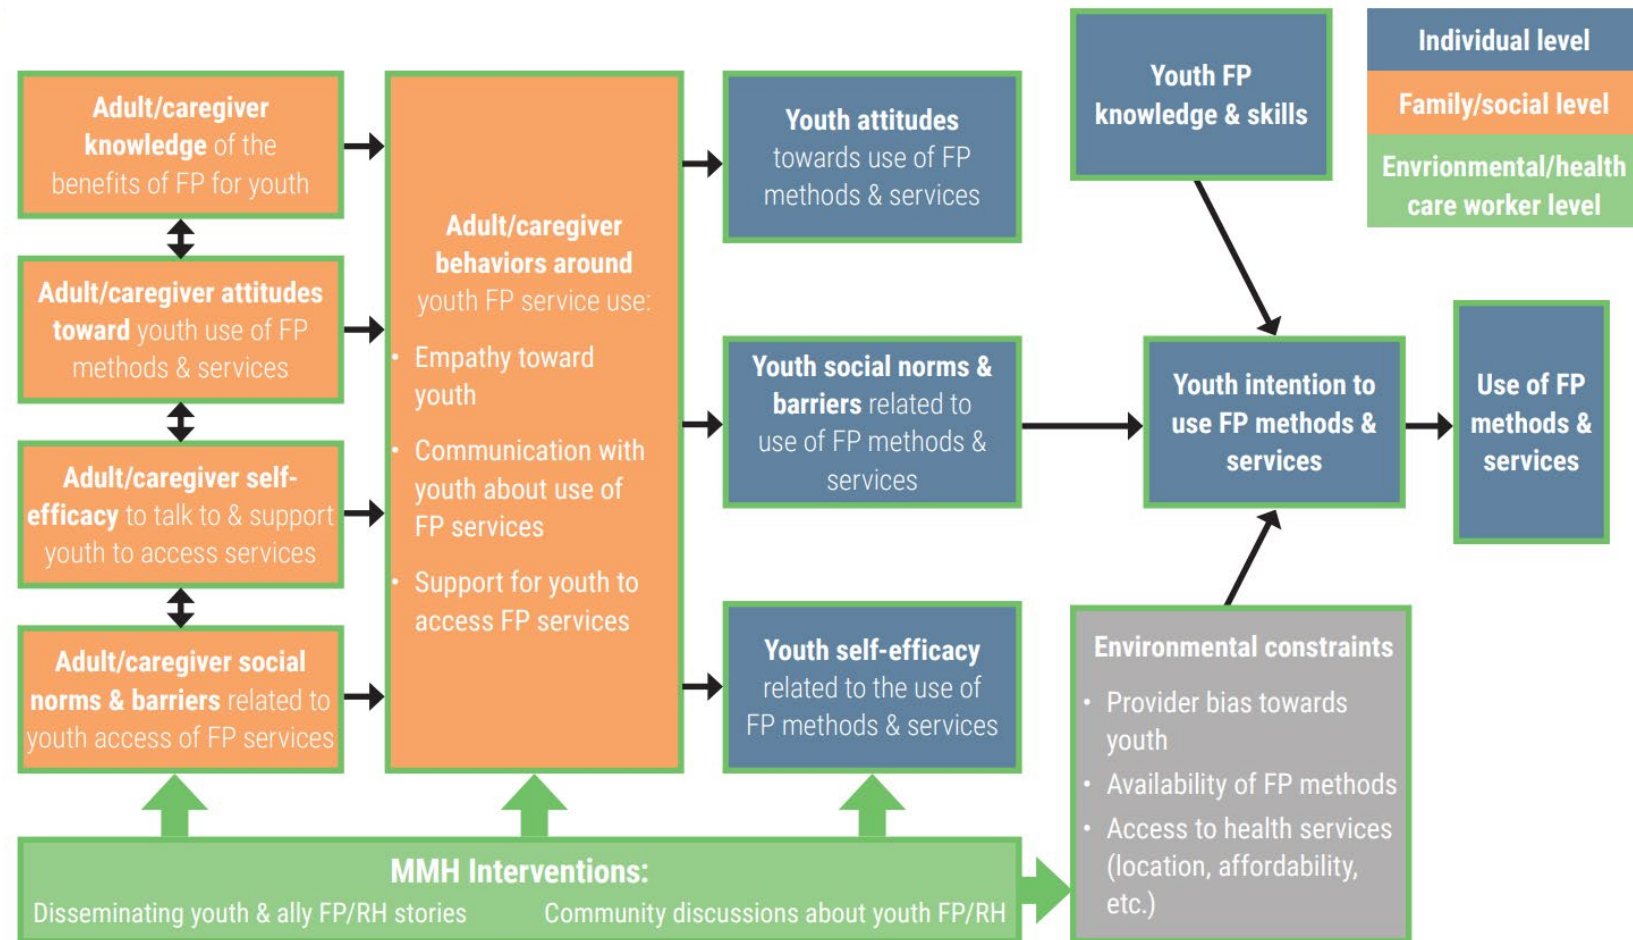 Adult/caregiver
knowledge of the
benefits of FP for youth
Adult/caregiver attitudes
toward youth use of FP
methods & services
Adult/caregiver self-
efficacy to talk to & support
youth to access services
Adult/caregiver social
norms & barriers related to
youth access of FP services
Adult/caregiver
behaviors around
youth FP service use:
• Empathy toward
youth
• Communication with
youth about use of
FP services
• Support for youth to
access FP services
Youth attitudes
towards use of FP
methods & services
Youth social norms &
barriers related to
use of FP methods &
services
Youth self-efficacy
related to the use of
FP methods & services
Youth FP
knowledge & skills
Youth intention to
use FP methods &
services
Use of FP
methods &
services
Environmental constraints
• Provider bias towards
youth
• Availability of FP methods
• Access to health services
(location, affordability,
etc.)
Individual level
Family/social level
Envrionmental/health
care worker level
MMH Interventions:
Disseminating youth & ally FP/RH stories
Community discussions about youth FP/RH